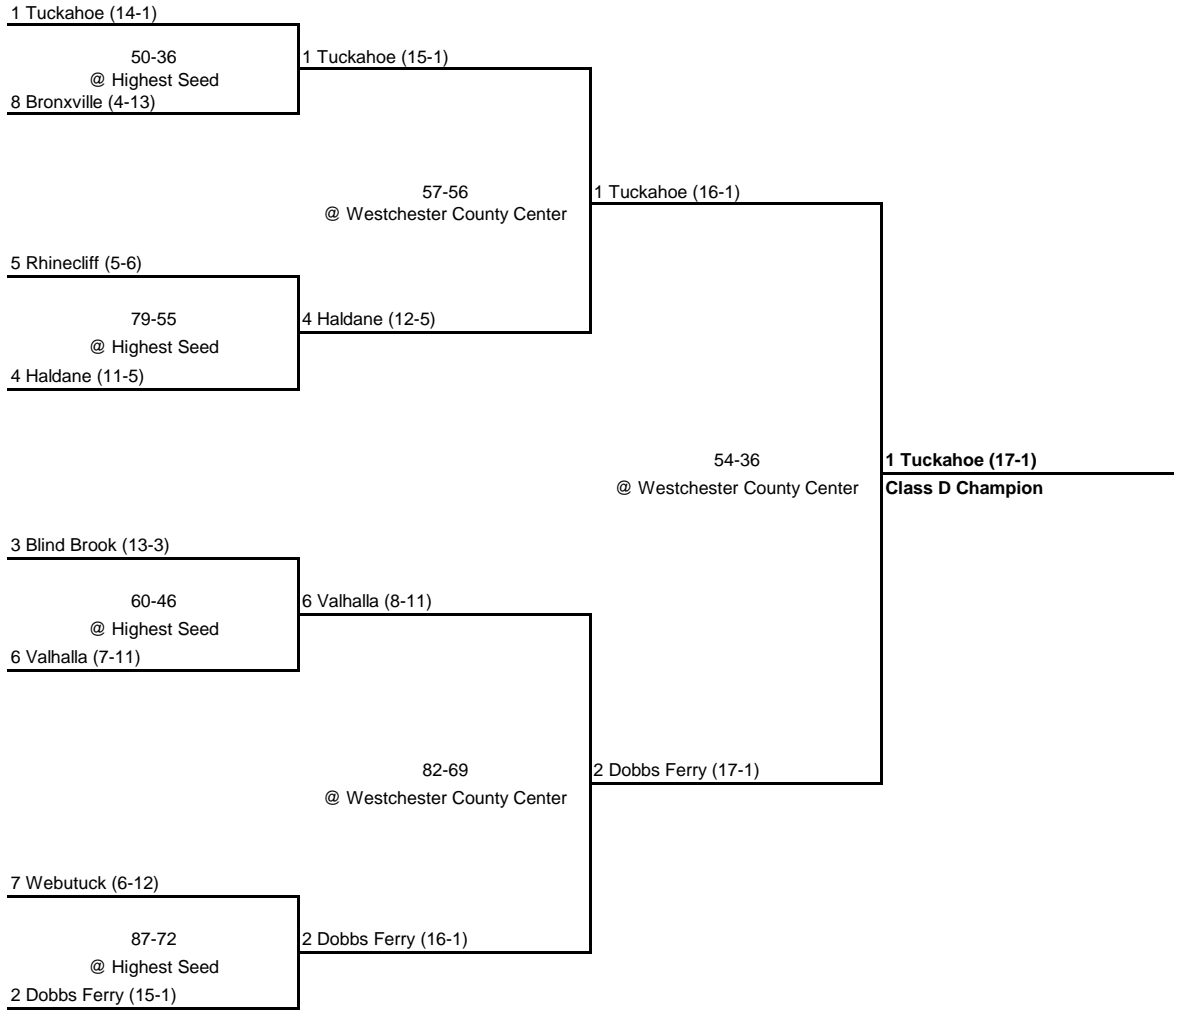 1 Tuckahoe (14-1)
50-36
@ Highest Seed
8 Bronxville (4-13)
1 Tuckahoe (15-1)
57-56
@ Westchester County Center
1 Tuckahoe (16-1)
5 Rhinecliff (5-6)
79-55
@ Highest Seed
4 Haldane (11-5)
4 Haldane (12-5)
54-36
@ Westchester County Center
1 Tuckahoe (17-1)
Class D Champion
3 Blind Brook (13-3)
60-46
@ Highest Seed
6 Valhalla (7-11)
6 Valhalla (8-11)
82-69
@ Westchester County Center
2 Dobbs Ferry (17-1)
7 Webutuck (6-12)
87-72
@ Highest Seed
2 Dobbs Ferry (15-1)
2 Dobbs Ferry (16-1)